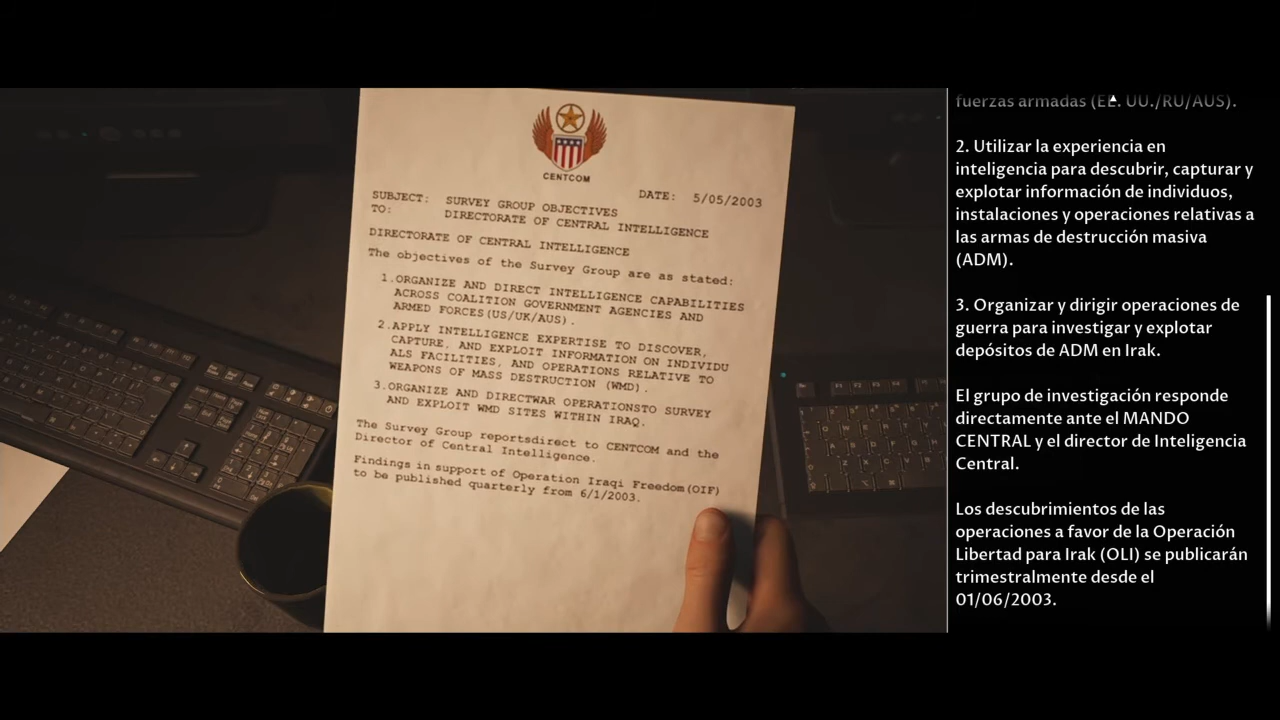 CENTCOM
DATE: 5/05/2003
SUBJECT: SURVEY GROUP OBJECTIVES
TO: DIRECTORATE OF CENTRAL INTELLIGENCE
DIRECTORATE OF CENTRAL INTELLIGENCE
The objectives of the Survey Group are as stated:
1.ORGANIZE AND DIRECT INTELLIGENCE CAPABILITIES
ACROSS COALITION GOVERNMENT AGENCIES AND
ARMED FORCES(US/UK/AUS).
2.APPLY INTELLIGENCE EXPERTISE TO DISCOVER,
CAPTURE, AND EXPLOIT INFORMATION ON INDIVIDU
ALS FACILITIES, AND OPERATIONS RELATIVE TO
WEAPONS OF MASS DESTRUCTION (WMD).
3.ORGANIZE AND DIRECTWAR OPERATIONSTO SURVEY
AND EXPLOIT WMD SITES WITHIN IRAQ.
The Survey Group reportsdirect to CENTCOM and the
Director of Central Intelligence.
Findings in support of Operation Iraqi Freedom(OIF)
to be published quarterly from 6/1/2003.
fuerzas armadas (EE. UU./RU/AUS).
2. Utilizar la experiencia en
inteligencia para descubrir, capturar y
explotar información de individuos,
instalaciones y operaciones relativas a
las armas de destrucción masiva
(ADM).
3. Organizar y dirigir operaciones de
guerra para investigar y explotar
depósitos de ADM en Irak.
El grupo de investigación responde
directamente ante el MANDO
CENTRAL y el director de Inteligencia
Central.
Los descubrimientos de las
operaciones a favor de la Operación
Libertad para Irak (OLI) se publicarán
trimestralmente desde el
01/06/2003.